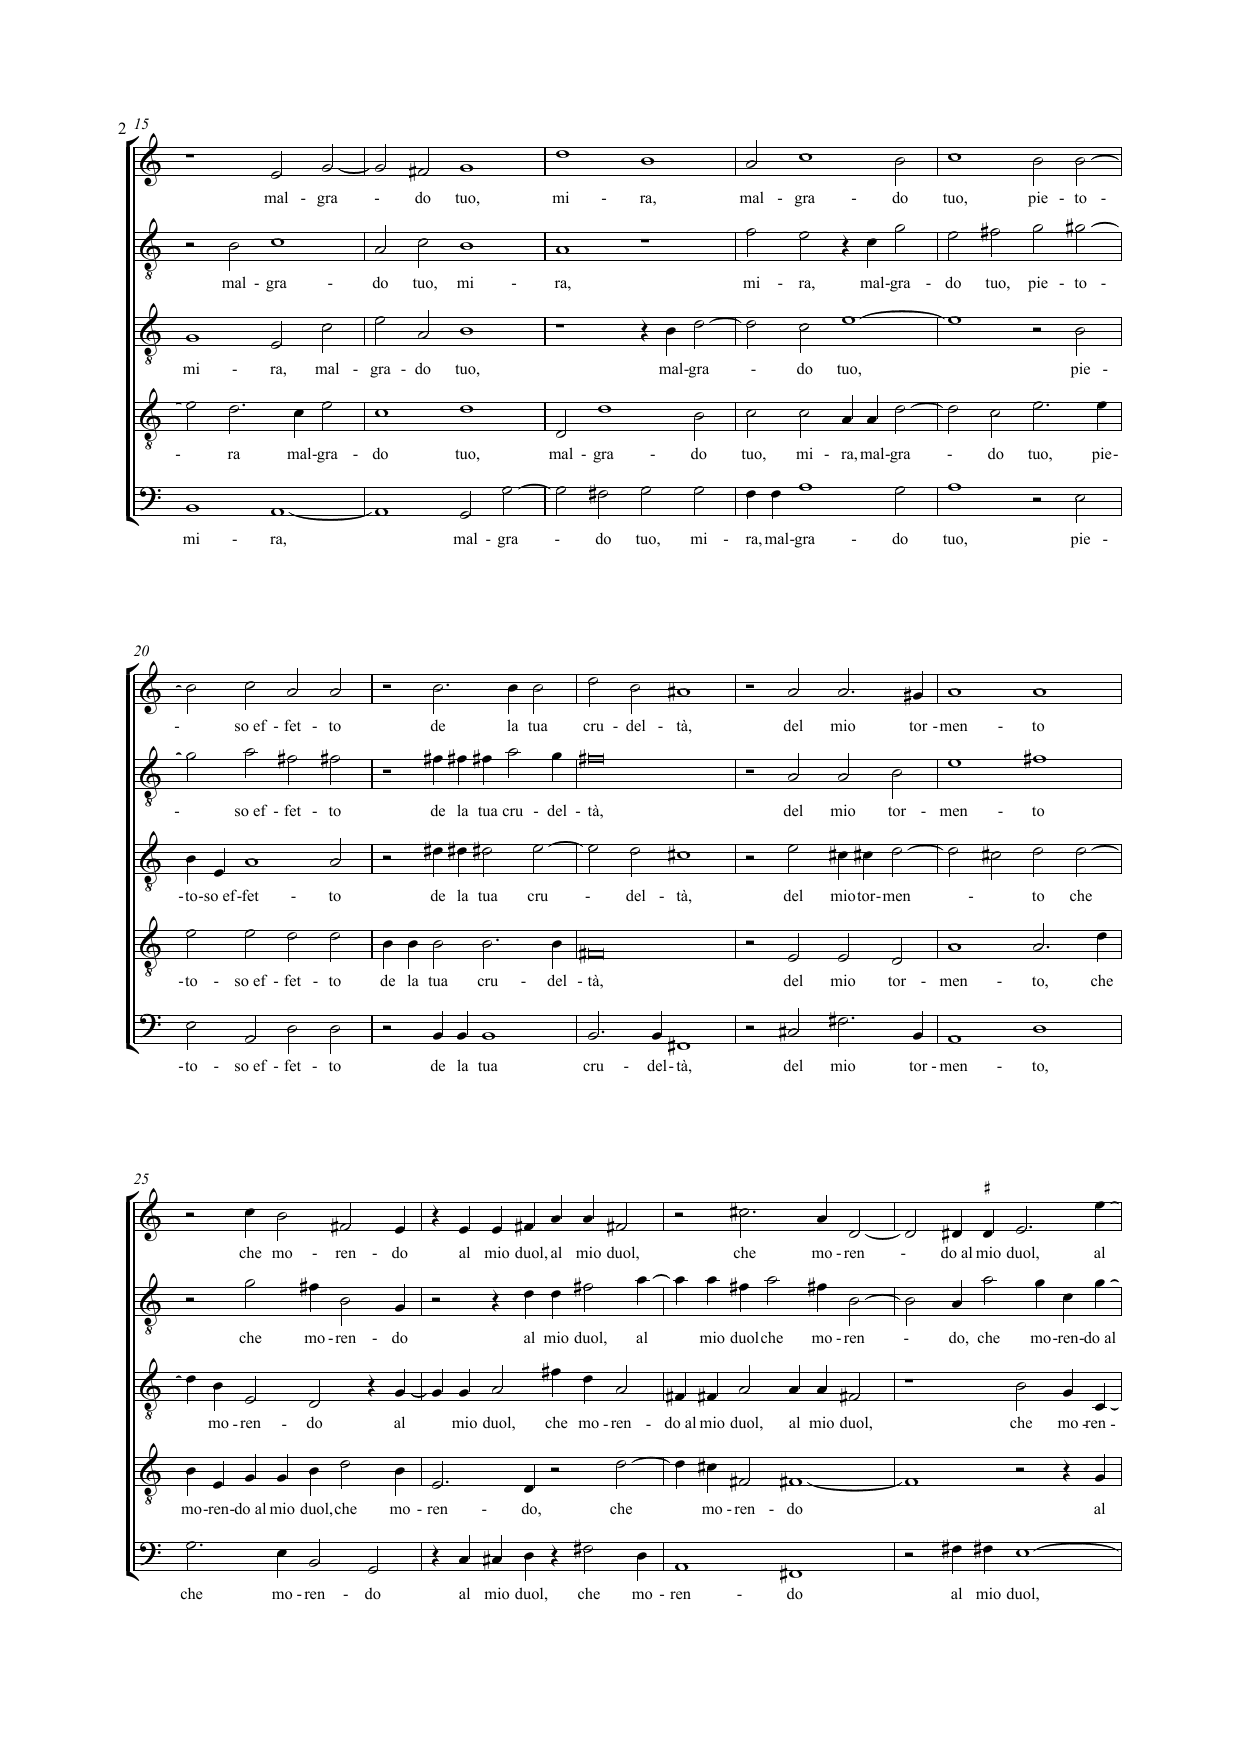 2 15
mal - gra - do tuo, mi - ra, mal - gra - do tuo, pie - to -
mal - gra - do tuo, mi - ra, mi - ra, mal-gra - do tuo, pie - to -
mi - ra, mal - gra - do tuo, mal-gra - do tuo, pie -
- ra mal-gra - do tuo, mal - gra - do tuo, mi - ra, mal-gra - do tuo, pie-
mi - ra, mal - gra - do tuo, mi - ra, mal-gra - do tuo, pie -
20
- so ef - fet - to de la tua cru - del - tà, del mio tor - men - to
- so ef - fet - to de la tua cru - del - tà, del mio tor - men - to
-to-so ef-fet - to de la tua cru - del - tà, del mio tor-men - to che
-to - so ef - fet - to de la tua cru - del - tà, del mio tor - men - to, che
-to - so ef - fet - to de la tua cru - del-tà, del mio tor - men - to,
25
che mo - ren - do al mio duol, al mio duol, che mo - ren - do al mio duol, al
che mo - ren - do al mio duol, al mio duol che mo - ren - do, che mo-ren-do al
mo - ren - do al mio duol, che mo - ren - do al mio duol, al mio duol, che mo-ren -
mo-ren-do al mio duol, che mo - ren - do, che mo - ren - do al
che mo - ren - do al mio duol, che mo - ren - do al mio duol,